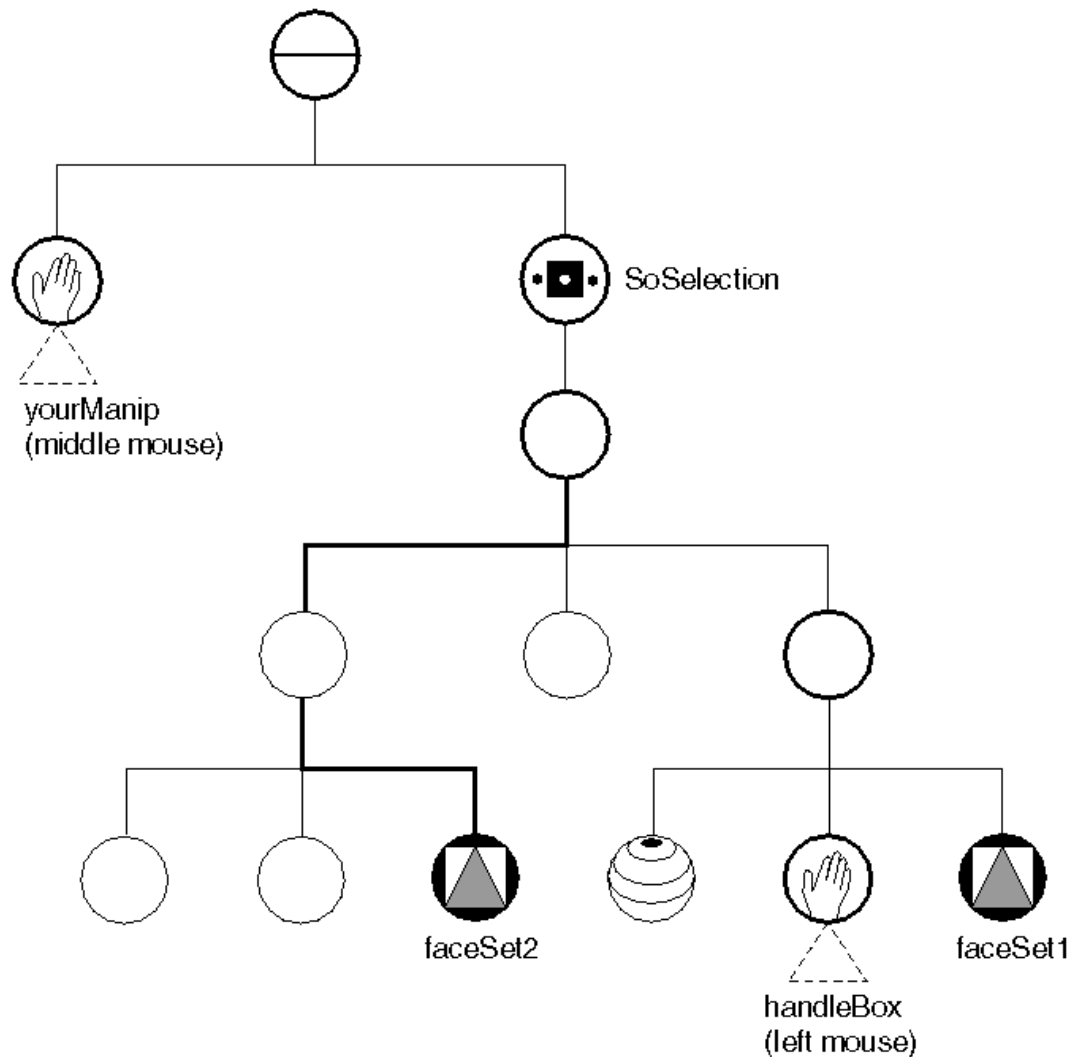 SoSelection
yourManip
(middle mouse)
faceSet2
faceSet1
handleBox
(left mouse)